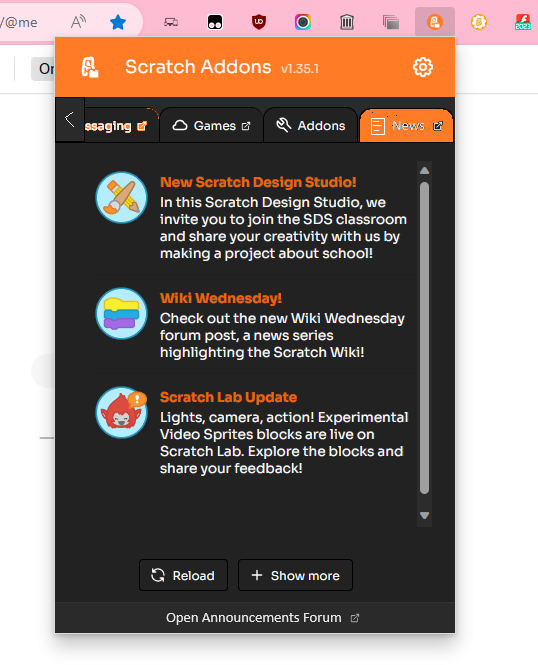 /@me
A
2023
Scratch Addons v1.35.1
ssaging
Games
Addons
News
New Scratch Design Studio!
In this Scratch Design Studio, we
invite you to join the SDS classroom
and share your creativity with us by
making a project about school!
Wiki Wednesday!
Check out the new Wiki Wednesday
forum post, a news series
highlighting the Scratch Wiki!
Scratch Lab Update
Lights, camera, action! Experimental
Video Sprites blocks are live on
Scratch Lab. Explore the blocks and
share your feedback!
Reload
Show more
Open Announcements Forum